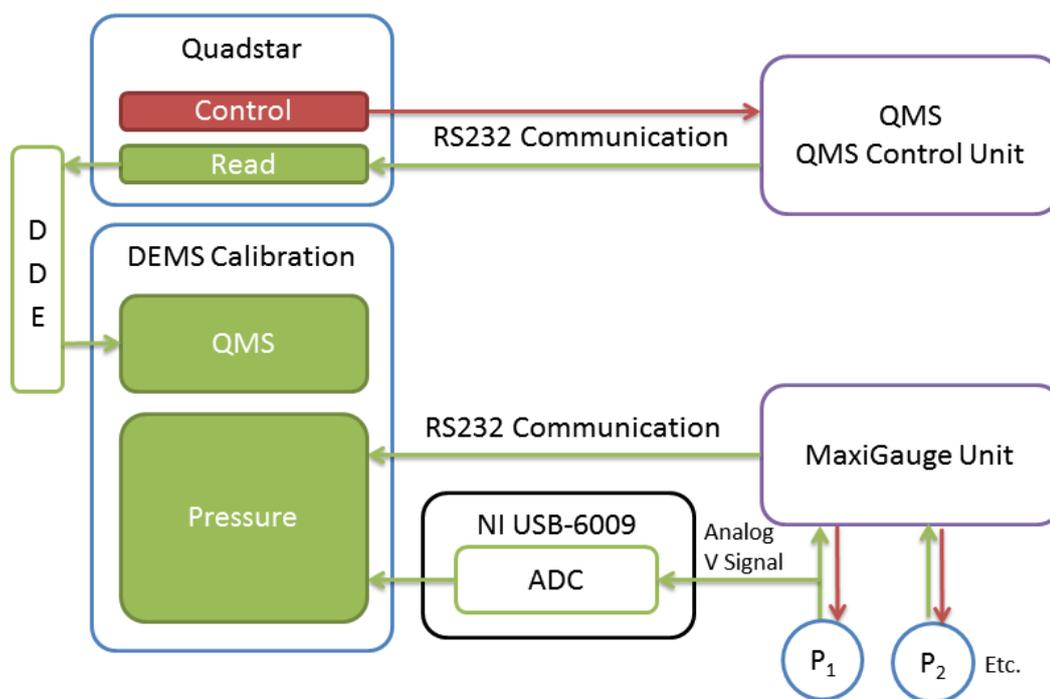 Quadstar
Control
Read
RS232 Communication
QMS
QMS Control Unit
D
D
E
DEMS Calibration
QMS
Pressure
RS232 Communication
MaxiGauge Unit
NI USB-6009
ADC
Analog
V Signal
P₁
P₂
Etc.